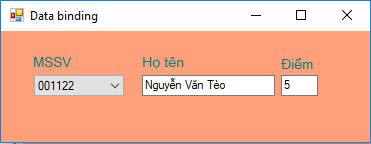 Data binding
MSSV Họ tên Điểm
001122 Nguyễn Văn Tèo 5